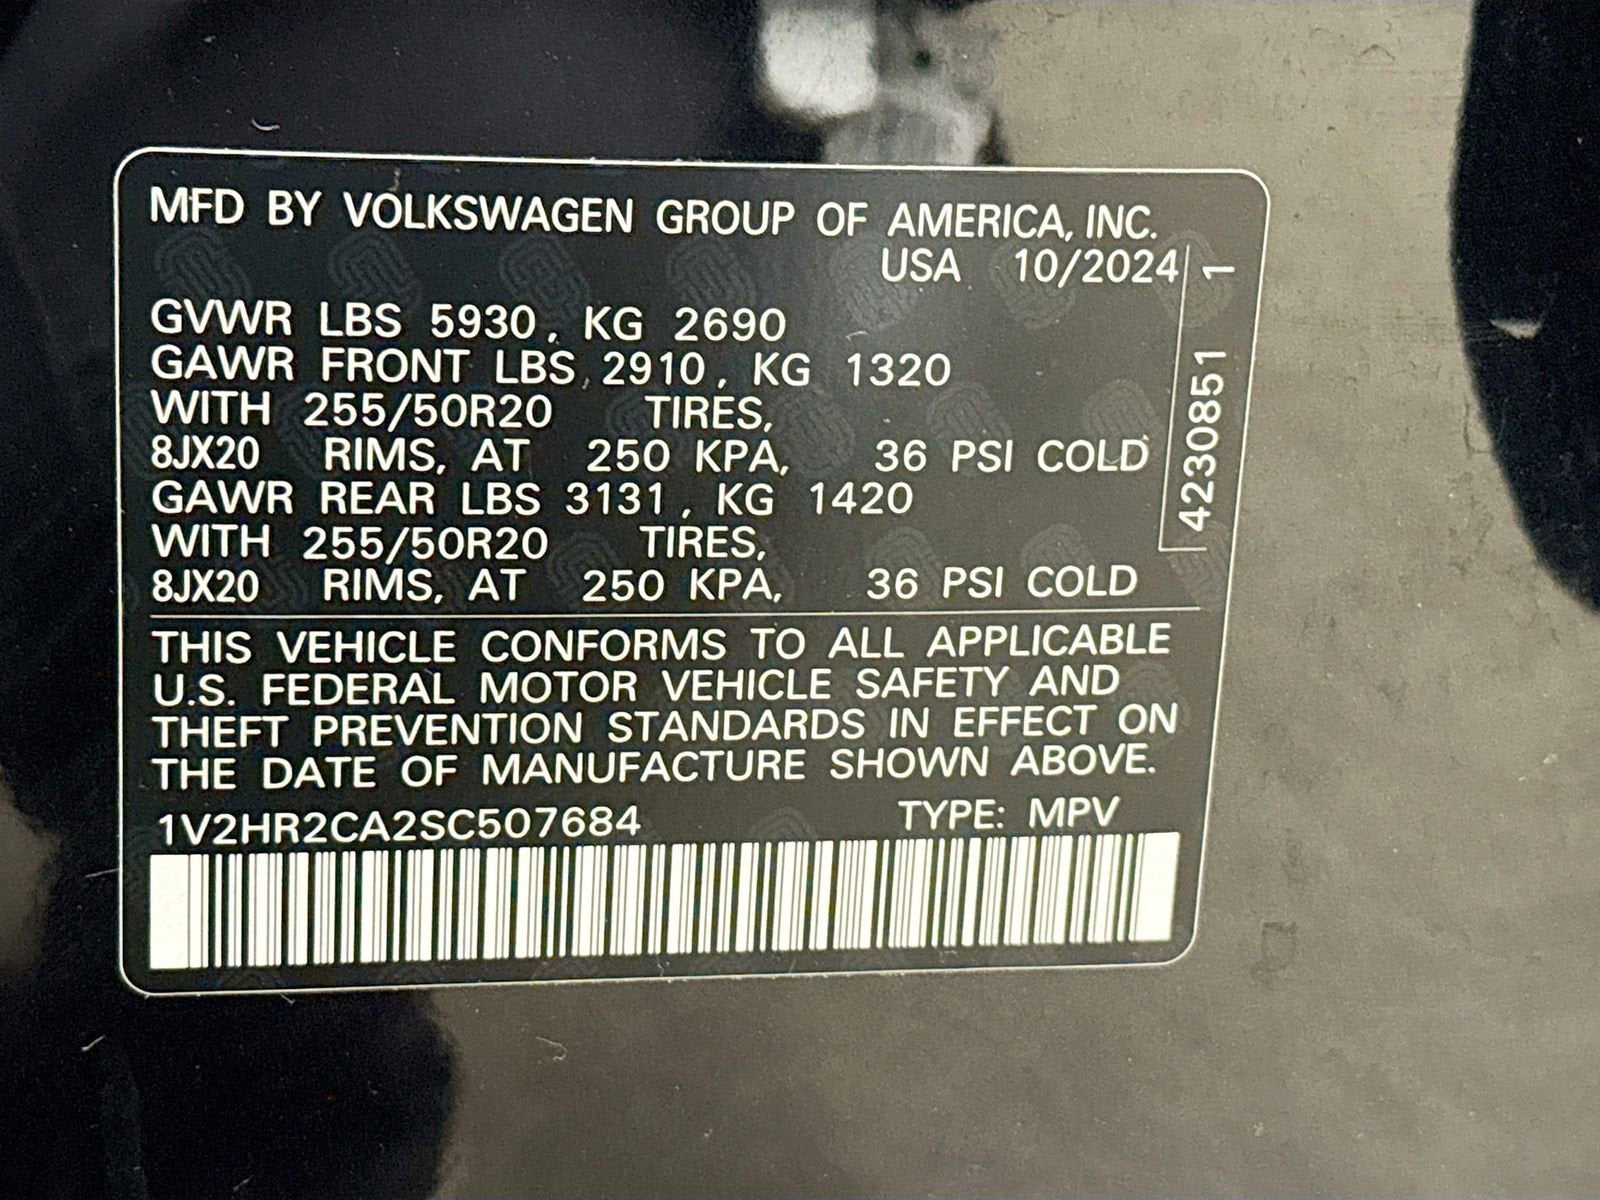 MFD BY VOLKSWAGEN GROUP OF AMERICA, INC.
USA 10/2024
GVWR LBS 5930, KG 2690
GAWR FRONT LBS 2910, KG 1320
WITH 255/50R20 TIRES,
8JX20 RIMS, AT 250 KPA, 36 PSI COLD
GAWR REAR LBS 3131, KG 1420
WITH 255/50R20 TIRES,
8JX20 RIMS, AT 250 KPA, 36 PSI COLD
4230851 1
THIS VEHICLE CONFORMS TO ALL APPLICABLE
U.S. FEDERAL MOTOR VEHICLE SAFETY AND
THEFT PREVENTION STANDARDS IN EFFECT ON
THE DATE OF MANUFACTURE SHOWN ABOVE.
1V2HR2CA2SC507684 TYPE: MPV